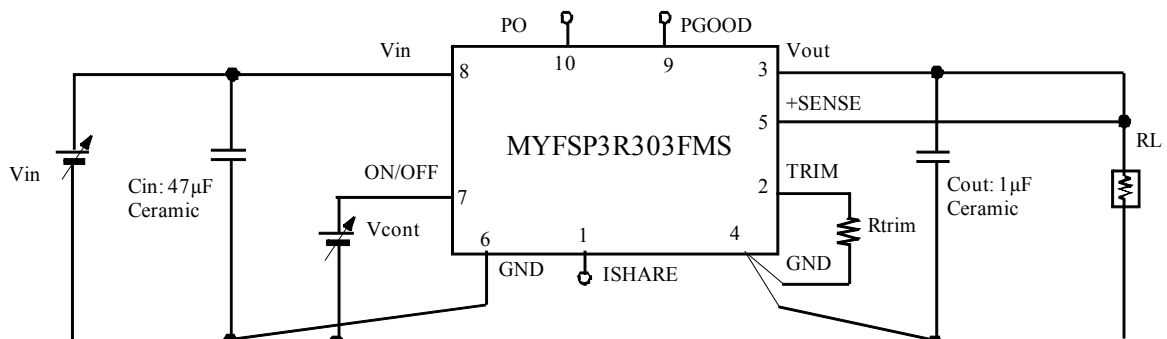 PO
PGOOD
Vin
Vout
8
10
9
3
+SENSE
5
MYFSP3R303FMS
RL
Vin
Cin: 47µF
Ceramic
ON/OFF
7
TRIM
2
Cout: 1µF
Ceramic
Vcont
Rtrim
6
1
4
GND
ISHARE
GND